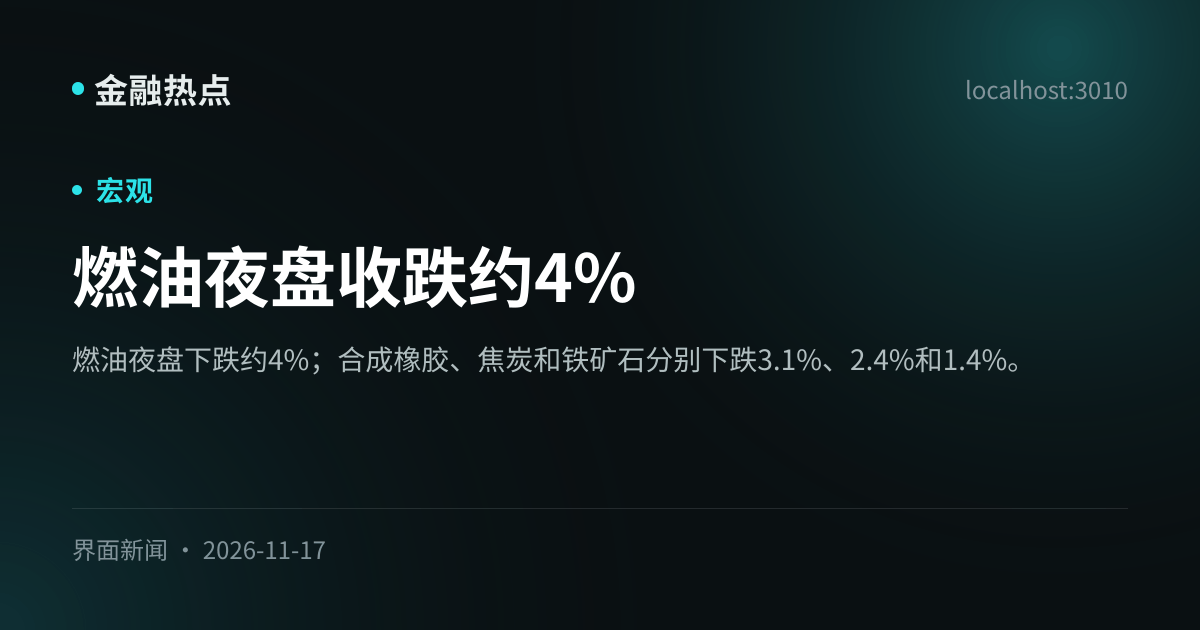 金融热点
localhost:3010
宏观
燃油夜盘收跌约4%
燃油夜盘下跌约4%；合成橡胶、焦炭和铁矿石分别下跌3.1%、2.4%和1.4%。
界面新闻 • 2026-11-17